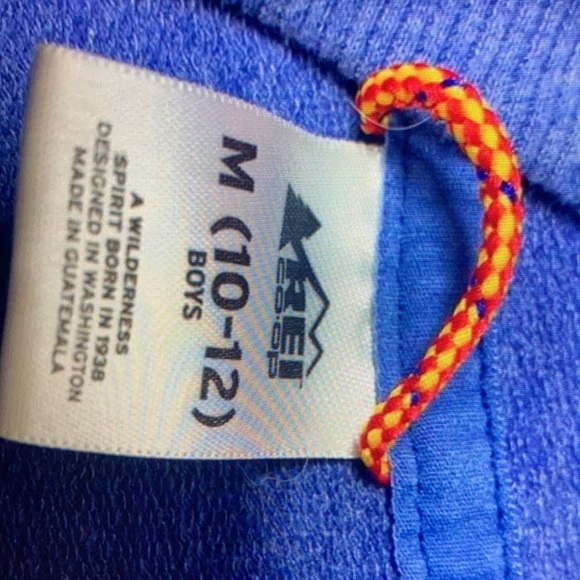 REI
co·op
M (10-12)
BOYS
A WILDERNESS
SPIRIT BORN IN 1938
DESIGNED IN WASHINGTON
MADE IN GUATEMALA